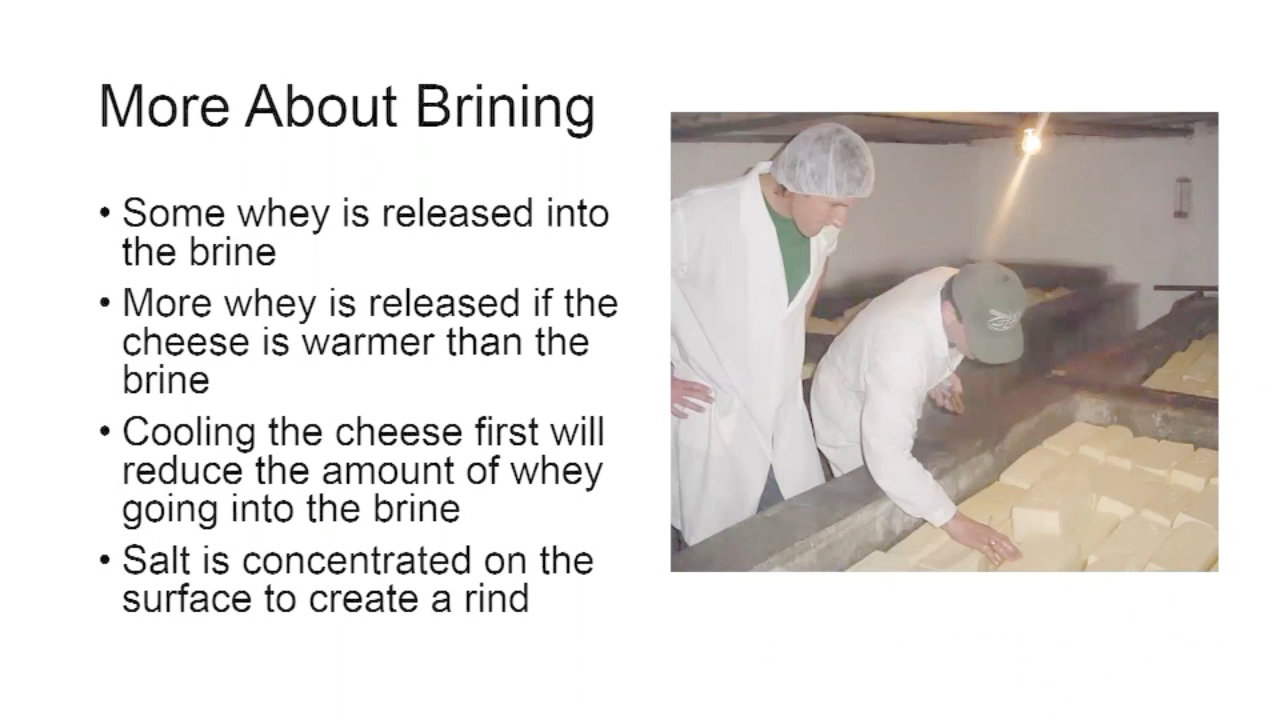 More About Brining
• Some whey is released into
the brine
• More whey is released if the
cheese is warmer than the
brine
• Cooling the cheese first will
reduce the amount of whey
going into the brine
• Salt is concentrated on the
surface to create a rind